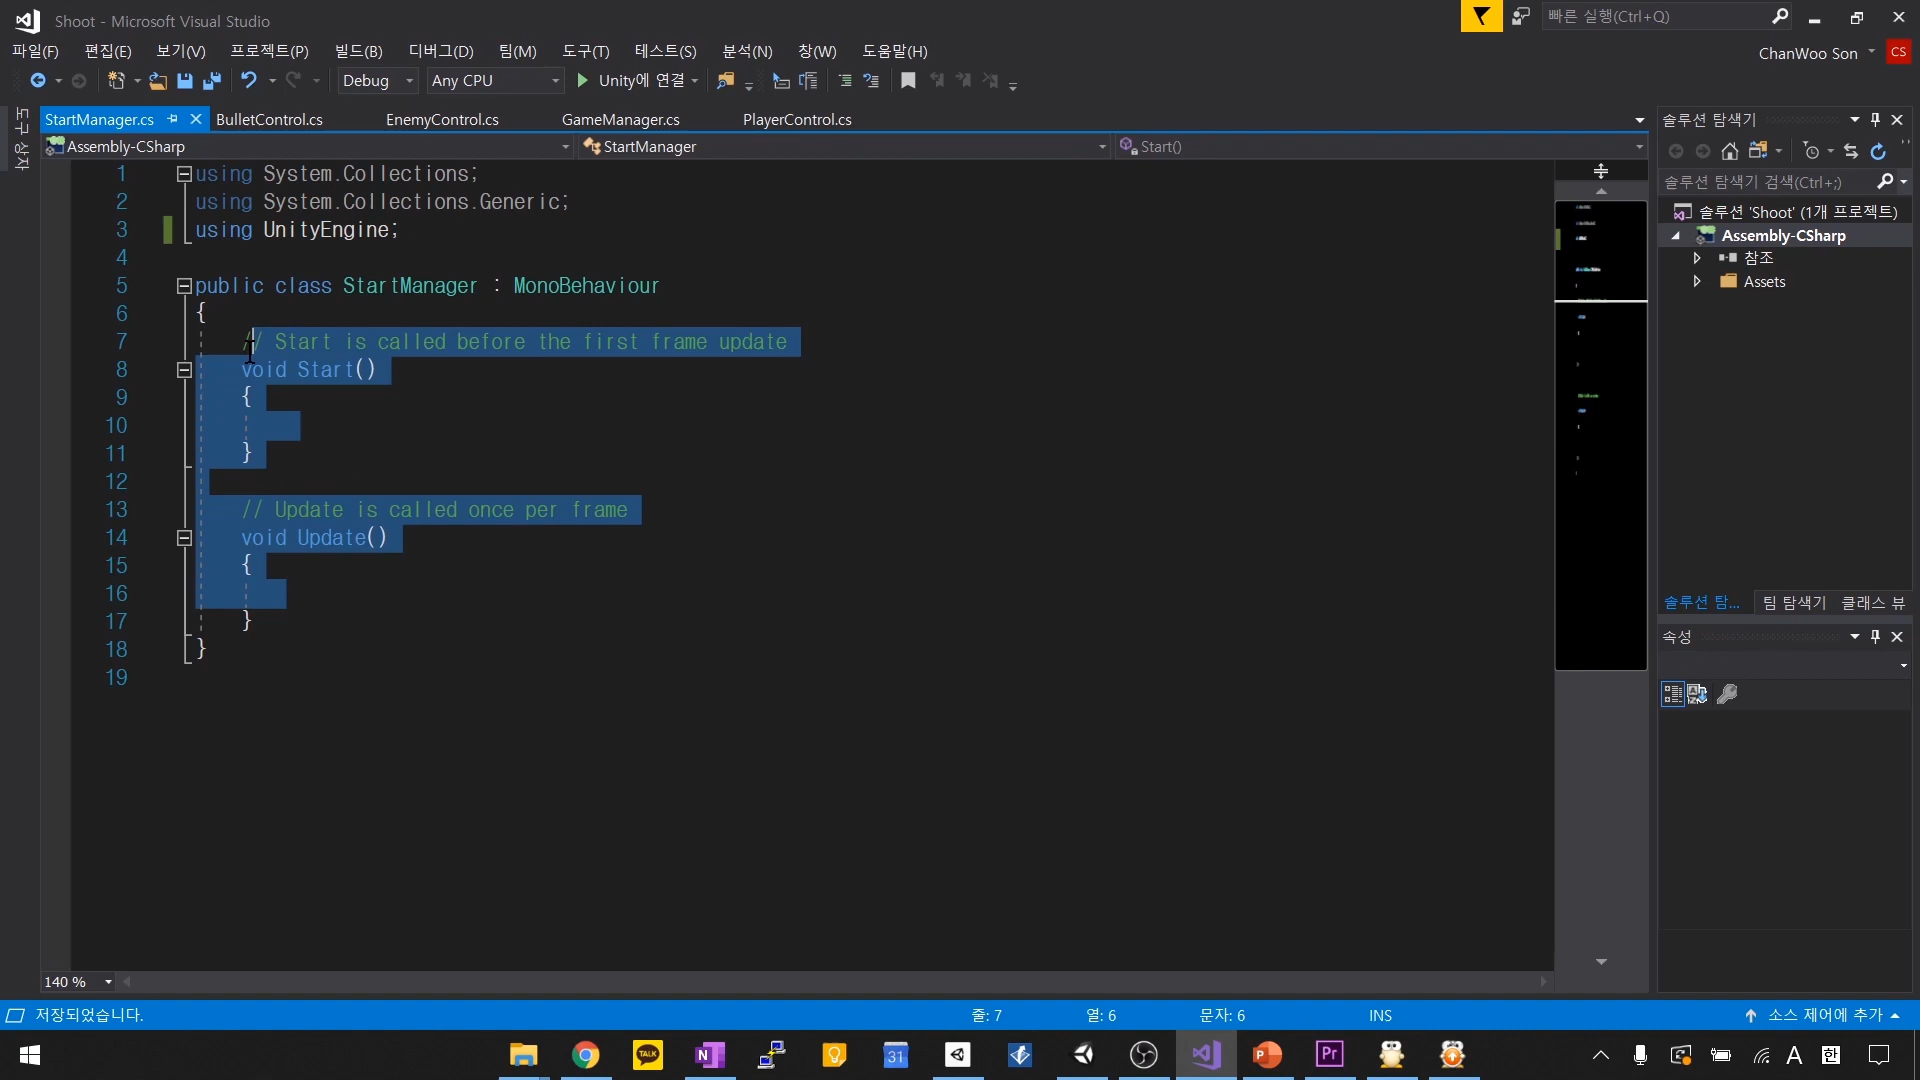 Shoot - Microsoft Visual Studio
빠른 실행(Ctrl+Q)
파일(F) 편집(E) 보기(V) 프로젝트(P) 빌드(B) 디버그(D) 팀(M) 도구(T) 테스트(S) 분석(N) 창(W) 도움말(H)
ChanWoo Son CS
Debug Any CPU Unity에 연결
도구 상자
StartManager.cs BulletControl.cs EnemyControl.cs GameManager.cs PlayerControl.cs
Assembly-CSharp StartManager Start()
1 using System.Collections;
2 using System.Collections.Generic;
3 using UnityEngine;
4
5 public class StartManager : MonoBehaviour
6 {
7 // Start is called before the first frame update
8 void Start()
9 {
10
11 }
12
13 // Update is called once per frame
14 void Update()
15 {
16
17 }
18 }
19
140 %
솔루션 탐색기
솔루션 탐색기 검색(Ctrl+;)
솔루션 'Shoot' (1개 프로젝트)
Assembly-CSharp
참조
Assets
솔루션 탐... 팀 탐색기 클래스 뷰
속성
저장되었습니다. 줄: 7 열: 6 문자: 6 INS 소스 제어에 추가
TALK N 31 P Pr A 한